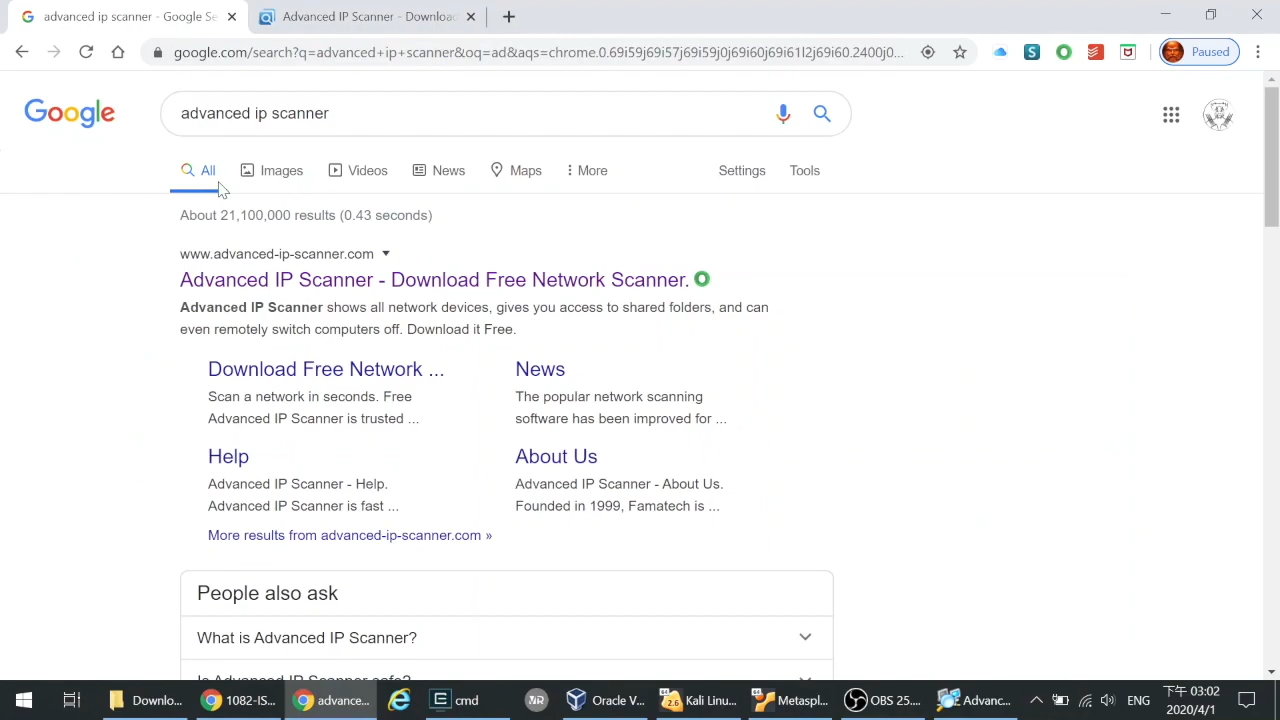 advanced ip scanner - Google Se
Advanced IP Scanner - Download
google.com/search?q=advanced+ip+scanner&oq=ad&aqs=chrome.0.69i59j69i57j69i59j0j69i60j69i61l2j69i60.2400j0...
Paused
Google
advanced ip scanner
All Images Videos News Maps More Settings Tools
About 21,100,000 results (0.43 seconds)
www.advanced-ip-scanner.com
Advanced IP Scanner - Download Free Network Scanner.
Advanced IP Scanner shows all network devices, gives you access to shared folders, and can
even remotely switch computers off. Download it Free.
Download Free Network ...
Scan a network in seconds. Free
Advanced IP Scanner is trusted ...
News
The popular network scanning
software has been improved for ...
Help
Advanced IP Scanner - Help.
Advanced IP Scanner is fast ...
About Us
Advanced IP Scanner - About Us.
Founded in 1999, Famatech is ...
More results from advanced-ip-scanner.com »
People also ask
What is Advanced IP Scanner?
Is Advanced IP Scanner safe?
Downlo... 1082-IS... advance... cmd Oracle V... Kali Linu... Metaspl... OBS 25.... Advanc... ENG
下午 03:02
2020/4/1